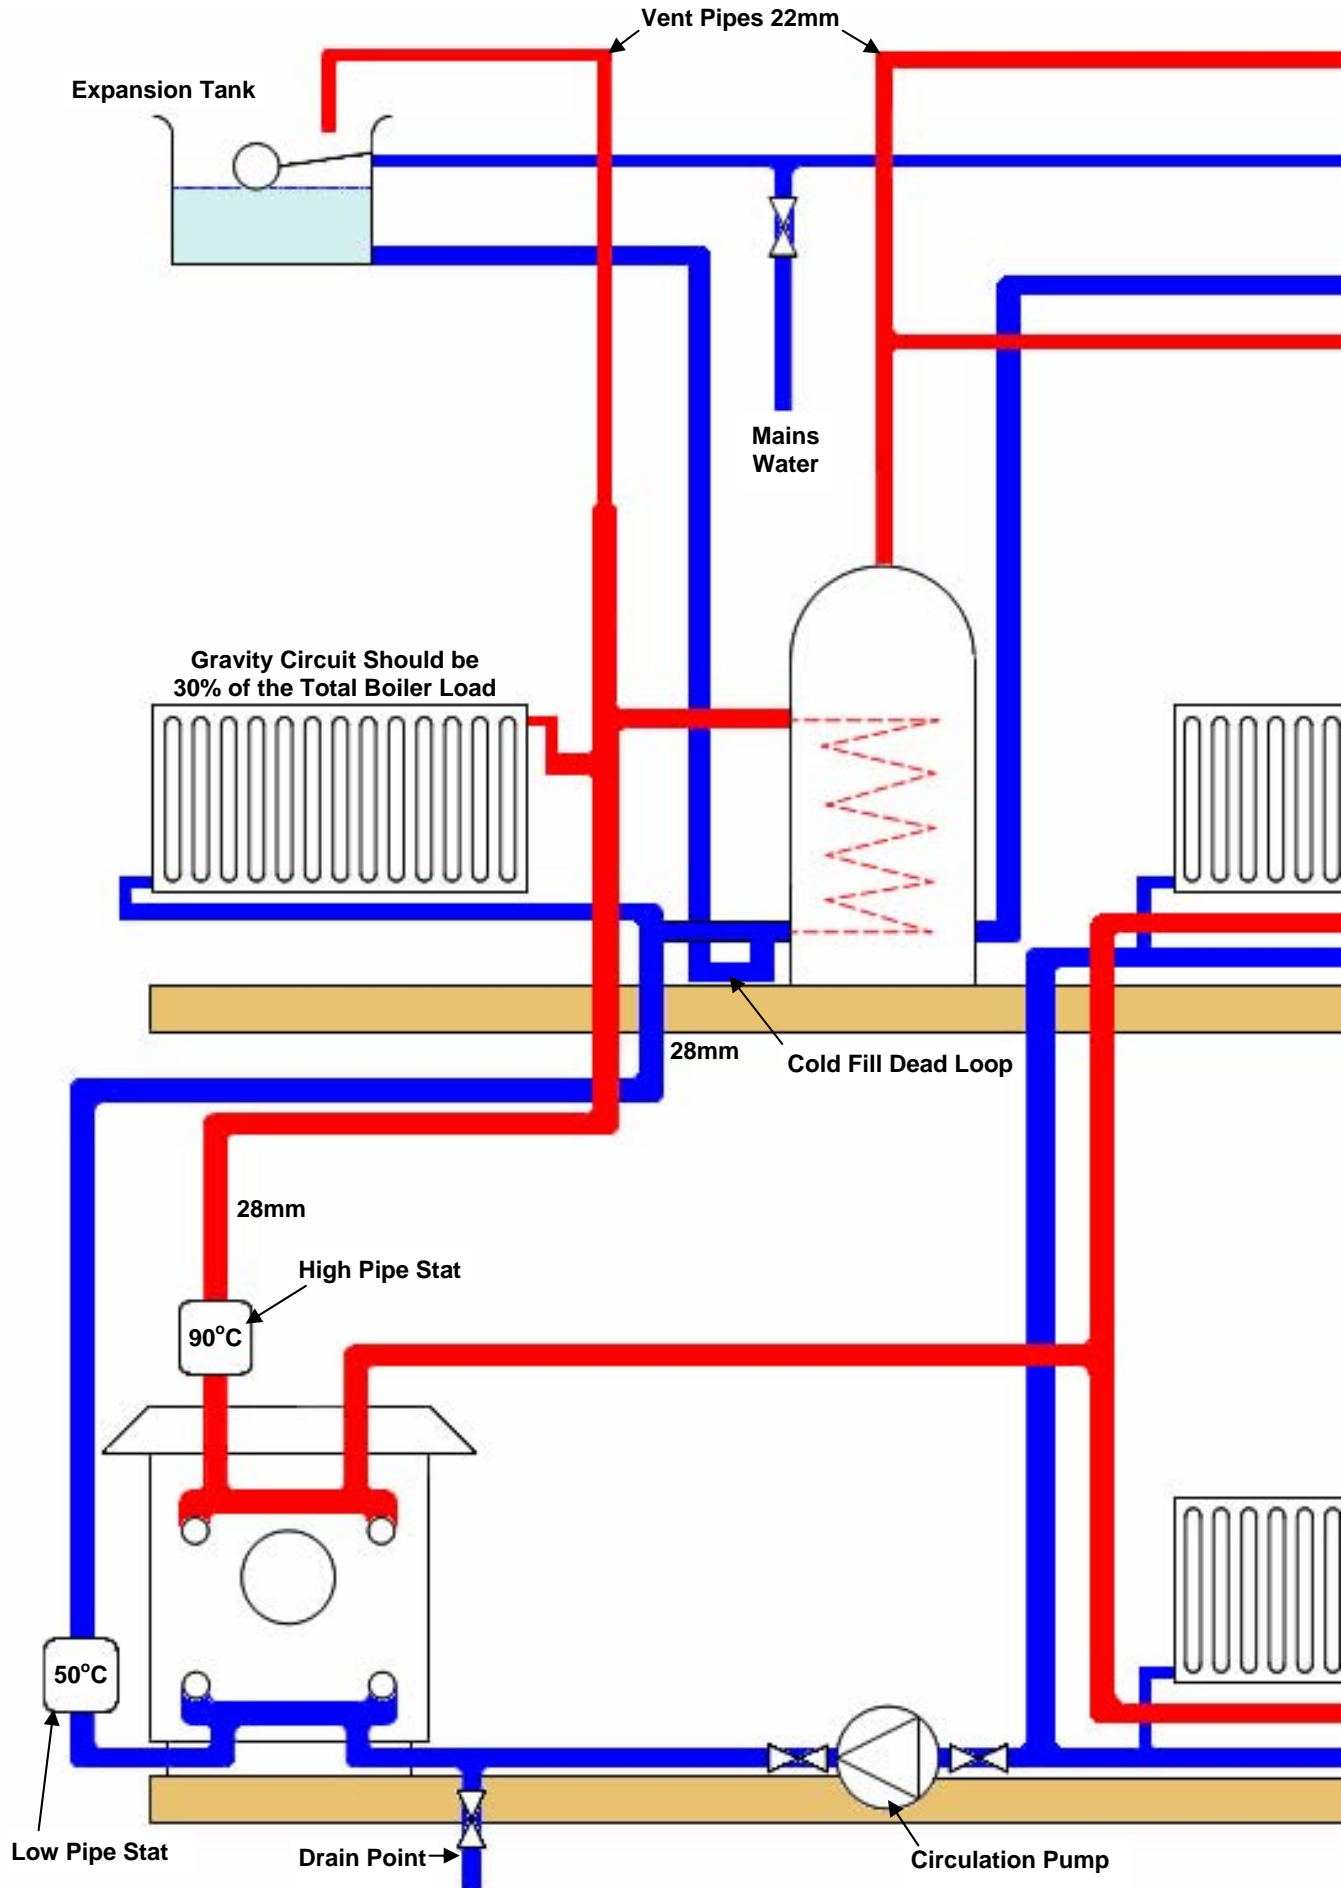 Vent Pipes 22mm
Expansion Tank
Mains
Water
Gravity Circuit Should be
30% of the Total Boiler Load
28mm
Cold Fill Dead Loop
28mm
High Pipe Stat
90°C
50°C
Low Pipe Stat
Drain Point
Circulation Pump